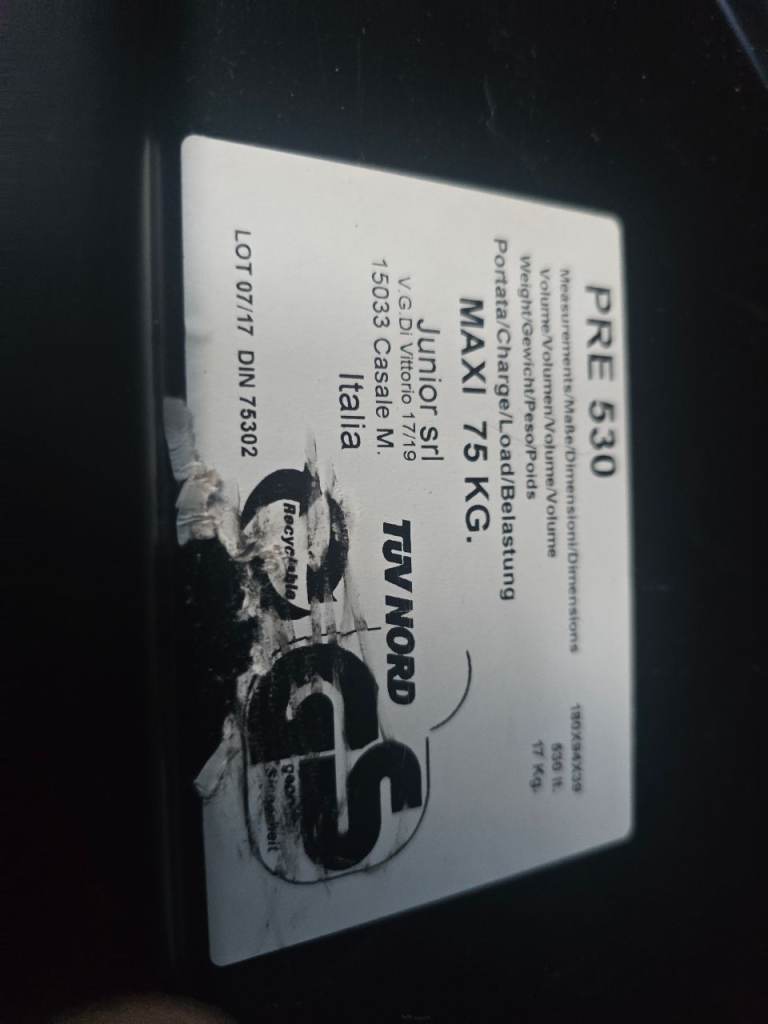 PRE 530
Measurements/Maße/Dimensioni/Dimensions 180X94X39
Volume/Volumen/Volume/Volume 530 lt.
Weight/Gewicht/Peso/Poids 17 Kg.
Portata/Charge/Load/Belastung
MAXI 75 KG.
Junior srl
V.G.Di Vittorio 17/19
15033 Casale M.
Italia
TÜV NORD
Recyclable
GS
LOT 07/17 DIN 75302